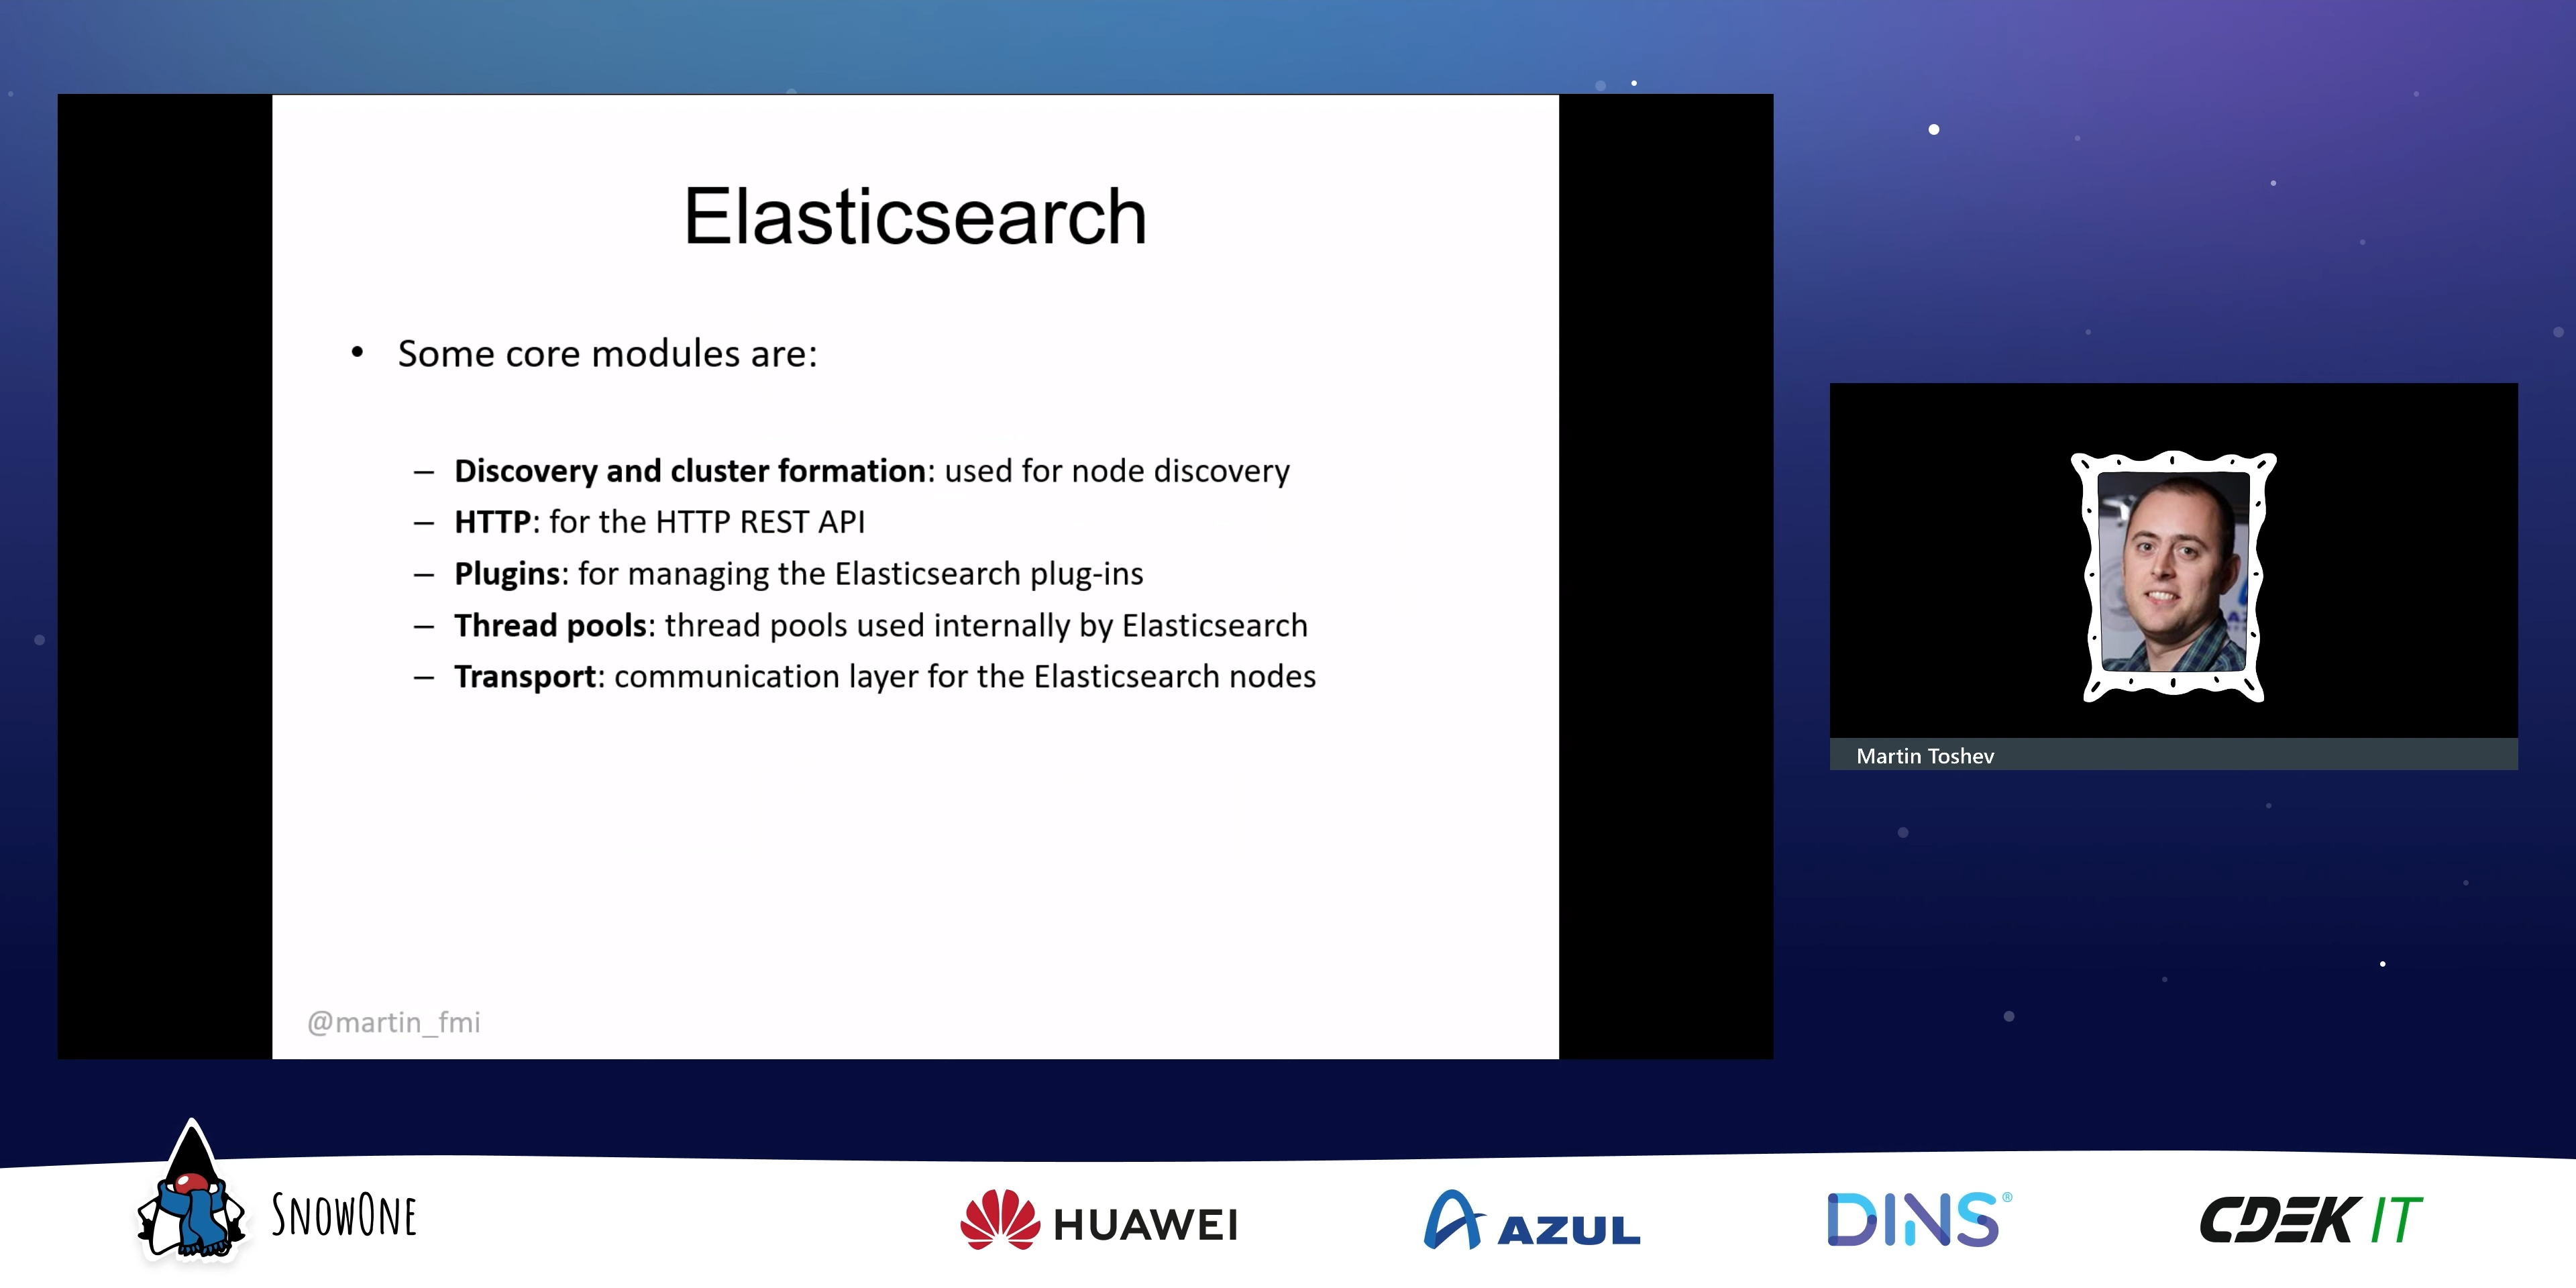 Elasticsearch
• Some core modules are:
– Discovery and cluster formation: used for node discovery
– HTTP: for the HTTP REST API
– Plugins: for managing the Elasticsearch plug-ins
– Thread pools: thread pools used internally by Elasticsearch
– Transport: communication layer for the Elasticsearch nodes
@martin_fmi
Martin Toshev
SNOWONE
HUAWEI
AZUL
DINS®
CDEK IT